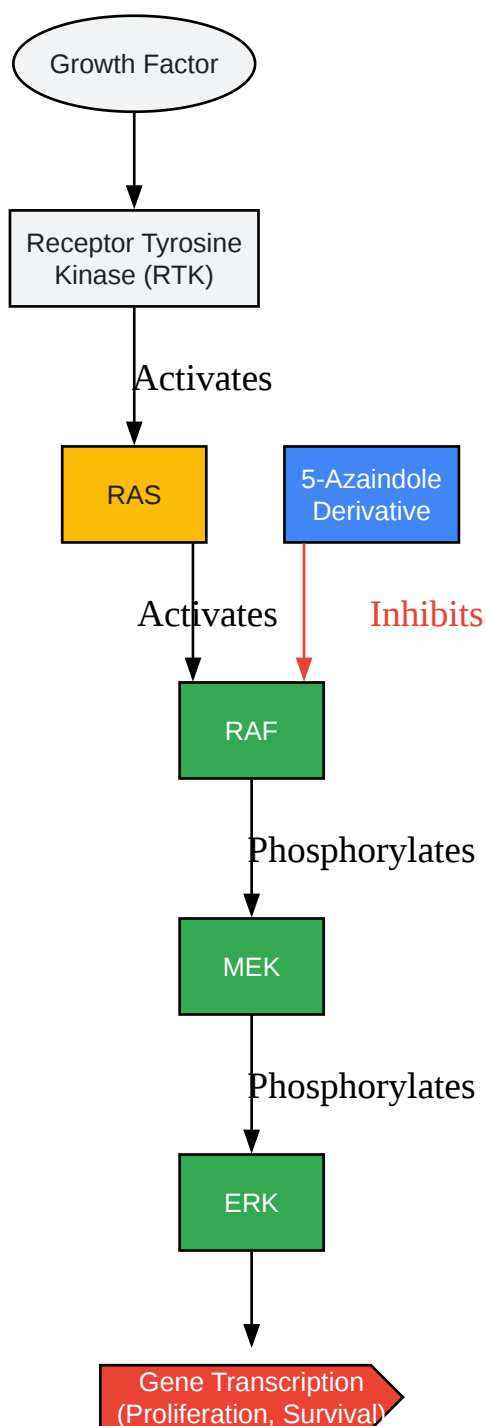 Growth Factor
Receptor Tyrosine
Kinase (RTK)
Activates
RAS
5-Azaindole
Derivative
Activates
Inhibits
RAF
Phosphorylates
MEK
Phosphorylates
ERK
Gene Transcription
(Proliferation, Survival)